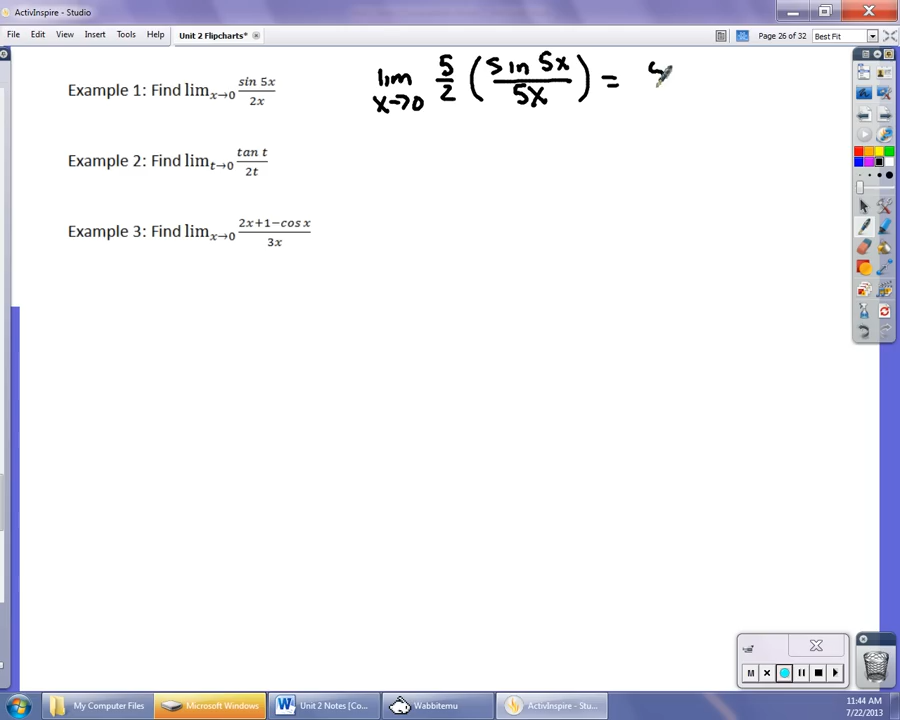 ActivInspire - Studio
File Edit View Insert Tools Help Unit 2 Flipcharts* Page 26 of 32 Best Fit
Example 1: Find lim x→0 sin 5x / 2x
lim x→0 5/2 ( sin 5x / 5x ) = 5
Example 2: Find lim t→0 tan t / 2t
Example 3: Find lim x→0 2x+1−cos x / 3x
M
My Computer Files Microsoft Windows Unit 2 Notes [Co... Wabbitemu ActivInspire - Stu...
11:44 AM
7/22/2013